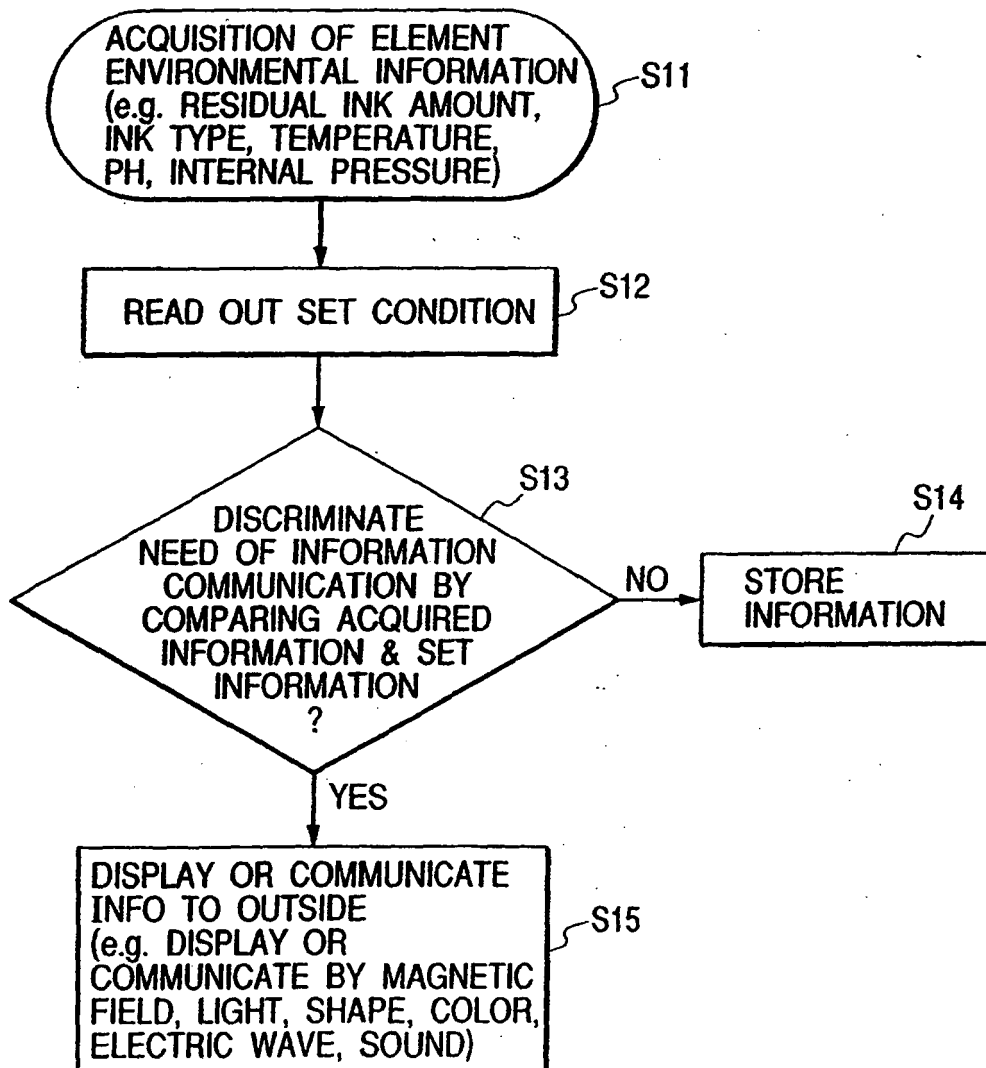 ACQUISITION OF ELEMENT
ENVIRONMENTAL INFORMATION
(e.g. RESIDUAL INK AMOUNT,
INK TYPE, TEMPERATURE,
PH, INTERNAL PRESSURE)
S11
READ OUT SET CONDITION
S12
S13
DISCRIMINATE
NEED OF INFORMATION
COMMUNICATION BY
COMPARING ACQUIRED
INFORMATION & SET
INFORMATION
?
NO
S14
STORE
INFORMATION
YES
DISPLAY OR COMMUNICATE
INFO TO OUTSIDE
(e.g. DISPLAY OR
COMMUNICATE BY MAGNETIC
FIELD, LIGHT, SHAPE, COLOR,
ELECTRIC WAVE, SOUND)
S15